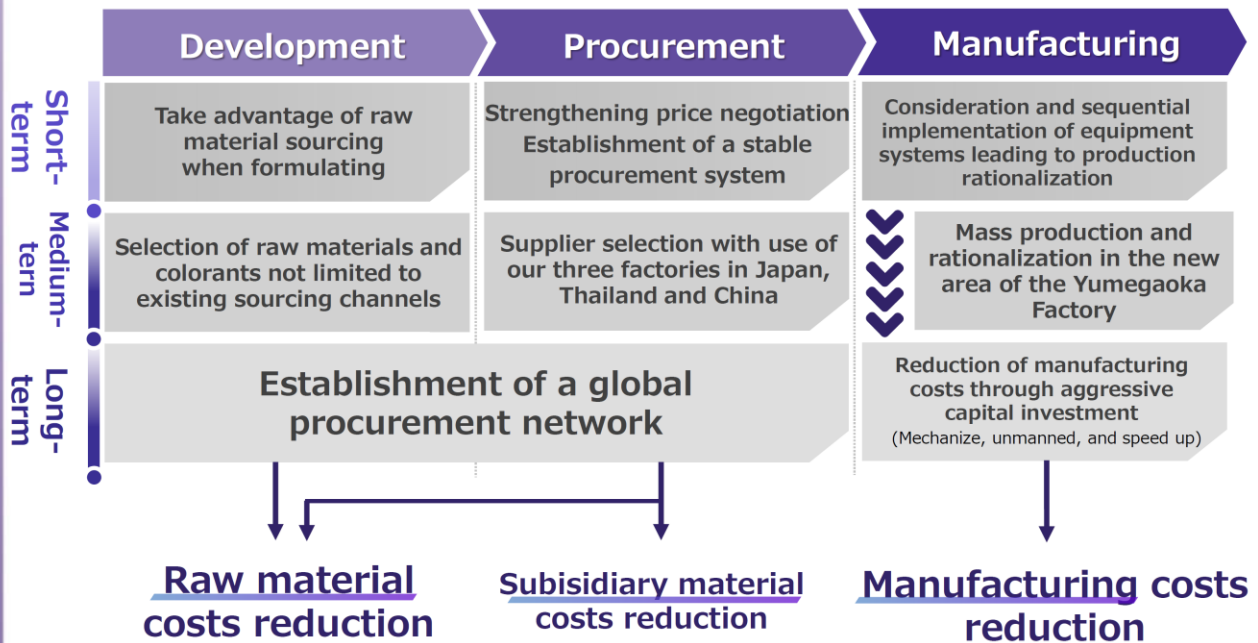 Development
Procurement
Manufacturing
Short-
term
Take advantage of raw
material sourcing
when formulating
Strengthening price negotiation
Establishment of a stable
procurement system
Consideration and sequential
implementation of equipment
systems leading to production
rationalization
Medium-
tern
Selection of raw materials and
colorants not limited to
existing sourcing channels
Supplier selection with use of
our three factories in Japan,
Thailand and China
Mass production and
rationalization in the new
area of the Yumegaoka
Factory
Long-
term
Establishment of a global
procurement network
Reduction of manufacturing
costs through aggressive
capital investment
(Mechanize, unmanned, and speed up)
Raw material
costs reduction
Subisidiary material
costs reduction
Manufacturing costs
reduction